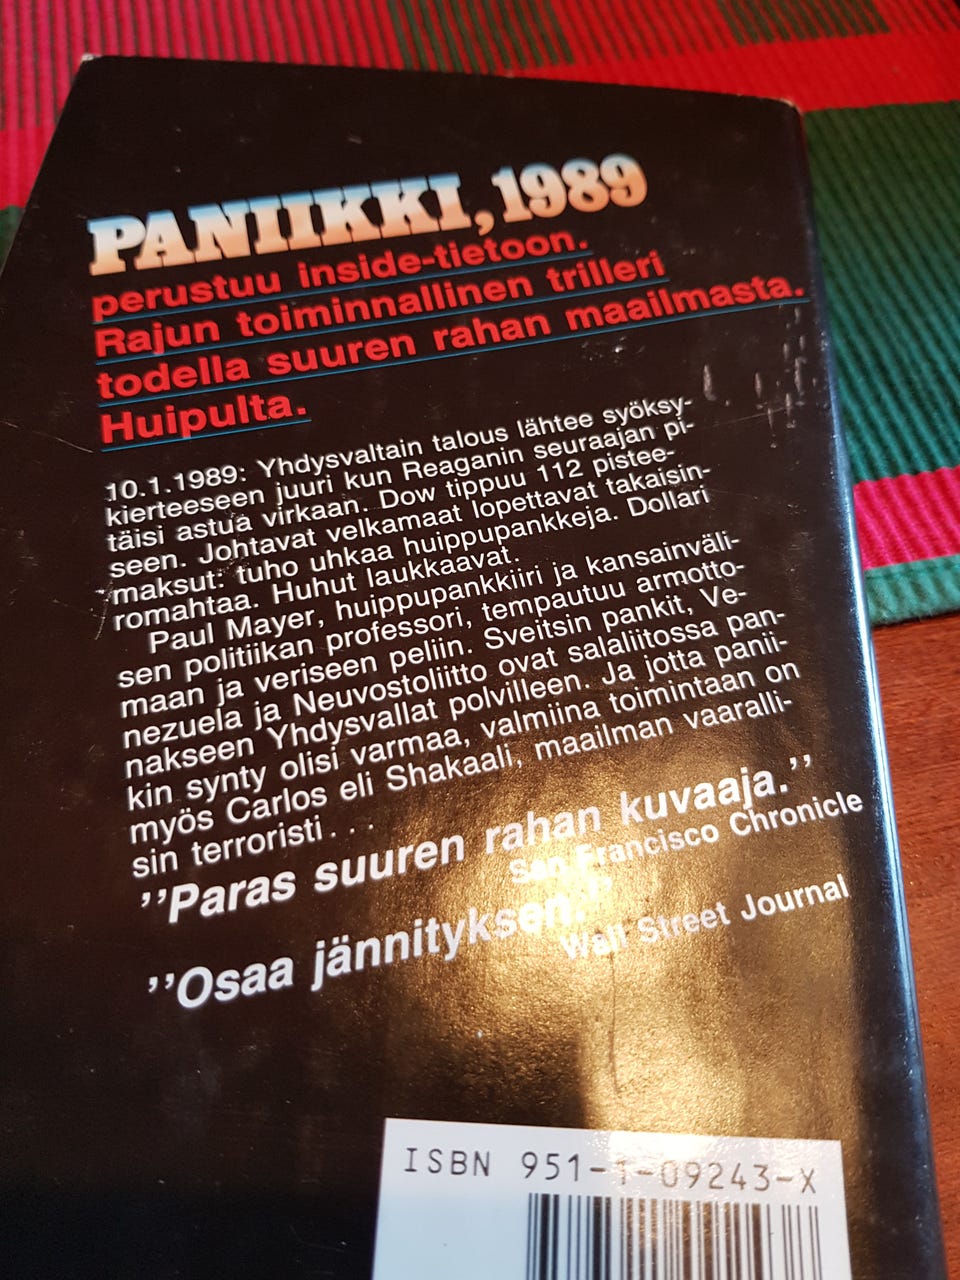 PANIIKKI, 1989
perustuu inside-tietoon.
Rajun toiminnallinen trilleri
todella suuren rahan maailmasta.
Huipulta.
10.1.1989: Yhdysvaltain talous lähtee syöksy-
kierteeseen juuri kun Reaganin seuraajan pi-
täisi astua virkaan. Dow tippuu 112 pistee-
seen. Johtavat velkamaat lopettavat takaisin-
maksut: tuho uhkaa huippupankkeja. Dollari
romahtaa. Huhut laukkaavat.
Paul Mayer, huippupankkiiri ja kansainväli-
sen politiikan professori, tempautuu armotto-
maan ja veriseen peliin. Sveitsin pankit, Ve-
nezuela ja Neuvostoliitto ovat salaliitossa pan-
nakseen Yhdysvallat polvilleen. Ja jotta panii-
kin synty olisi varmaa, valmiina toimintaan on
myös Carlos eli Shakaali, maailman vaaralli-
sin terroristi...
”Paras suuren rahan kuvaaja.”
San Francisco Chronicle
”Osaa jännityksen.”
Wall Street Journal
ISBN 951-1-09243-X